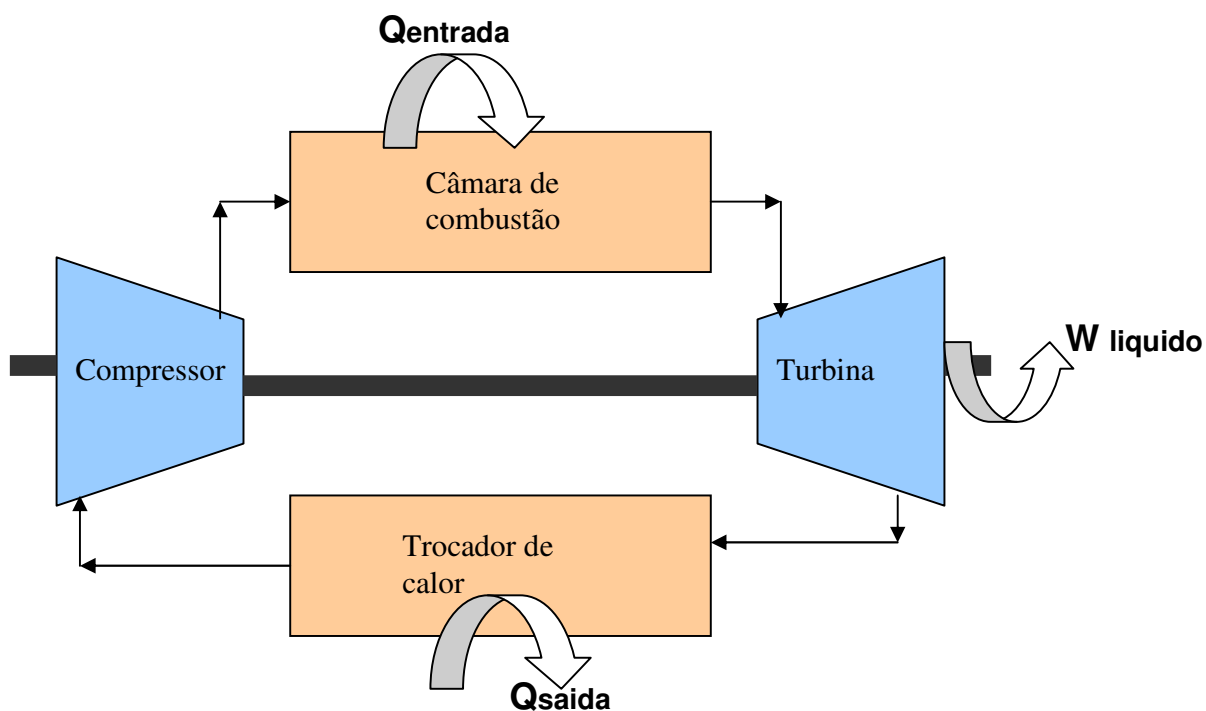 Qentrada
Câmara de
combustão
Compressor
Turbina
W liquido
Trocador de
calor
Qsaida